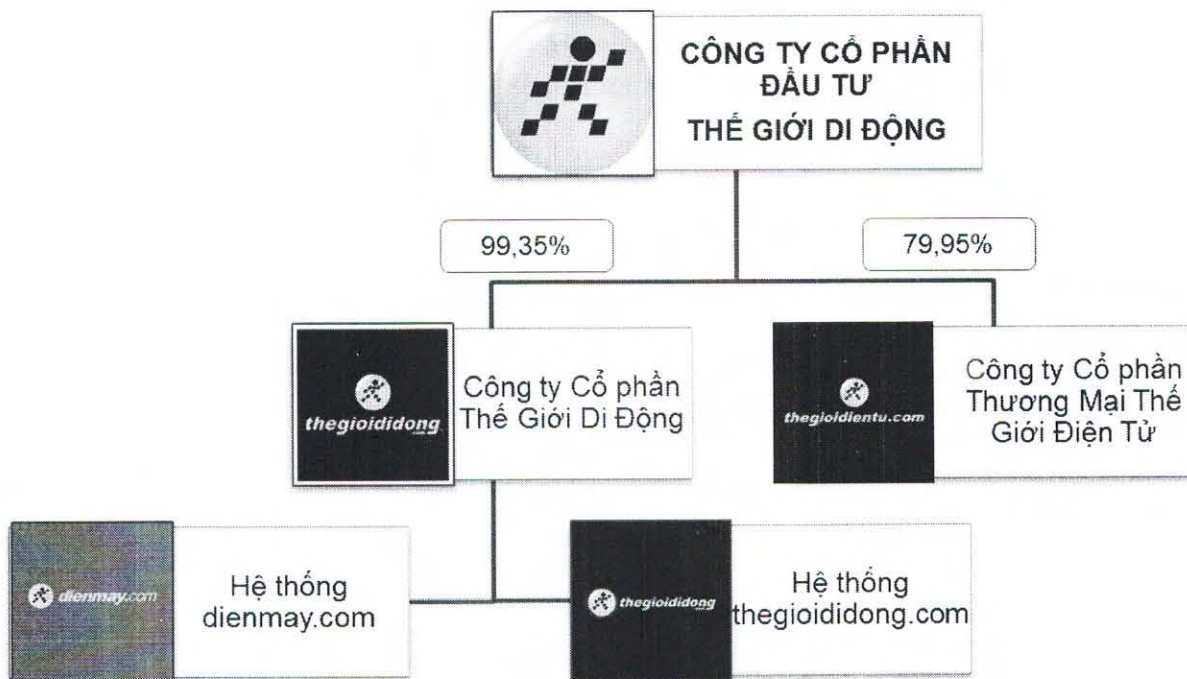 CÔNG TY CỔ PHẦN
ĐẦU TƯ
THẾ GIỚI DI ĐỘNG
99,35%
79,95%
thegioididong
.com
Công ty Cổ phần
Thế Giới Di Động
thegioidientu.com
Công ty Cổ phần
Thương Mại Thế
Giới Điện Tử
dienmay.com
Hệ thống
dienmay.com
thegioididong
.com
Hệ thống
thegioididong.com